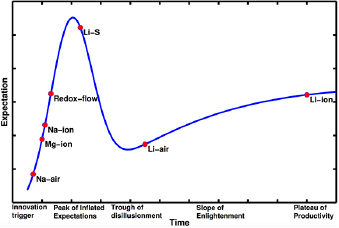 Expectation
Li-S
Redox-flow
Na-ion
Mg-ion
Na-air
Li-air
Li-ion
Innovation
trigger
Peak of Inflated
Expectations
Trough of
disillusionment
Slope of
Enlightenment
Plateau of
Productivity
Time